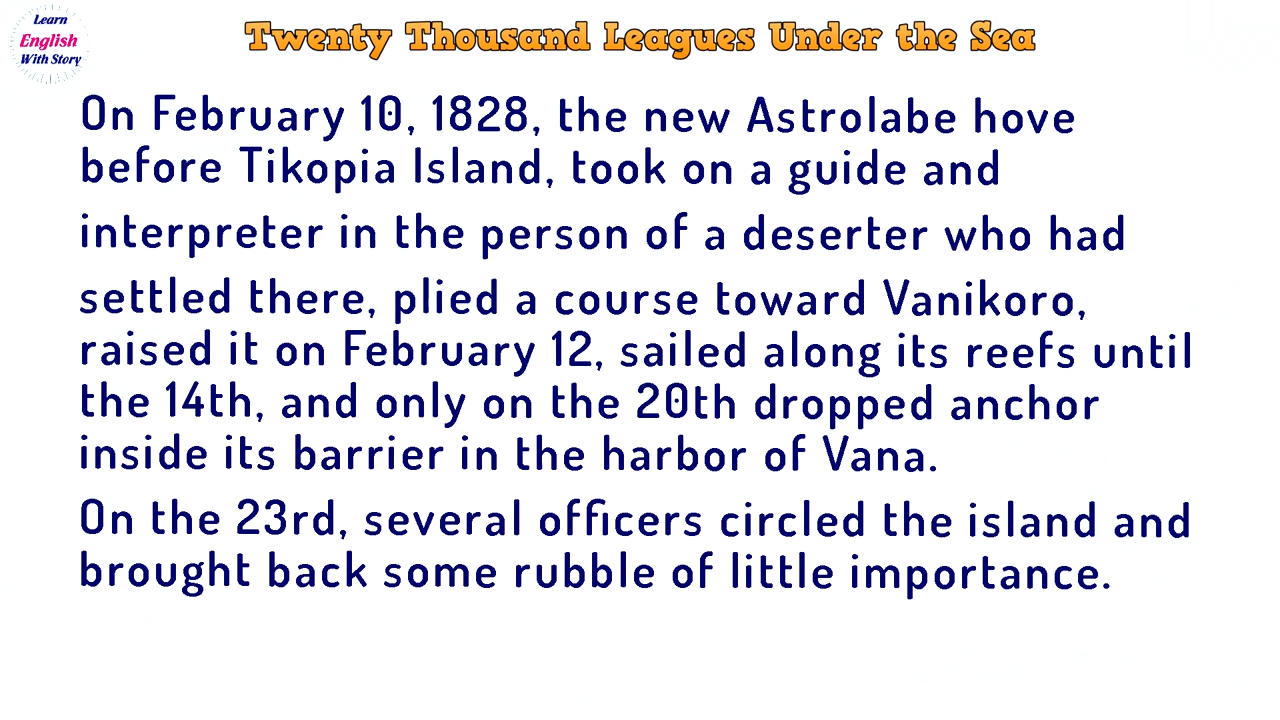 Learn
English
With Story
Twenty Thousand Leagues Under the Sea
On February 10, 1828, the new Astrolabe hove
before Tikopia Island, took on a guide and
interpreter in the person of a deserter who had
settled there, plied a course toward Vanikoro,
raised it on February 12, sailed along its reefs until
the 14th, and only on the 20th dropped anchor
inside its barrier in the harbor of Vana.
On the 23rd, several officers circled the island and
brought back some rubble of little importance.